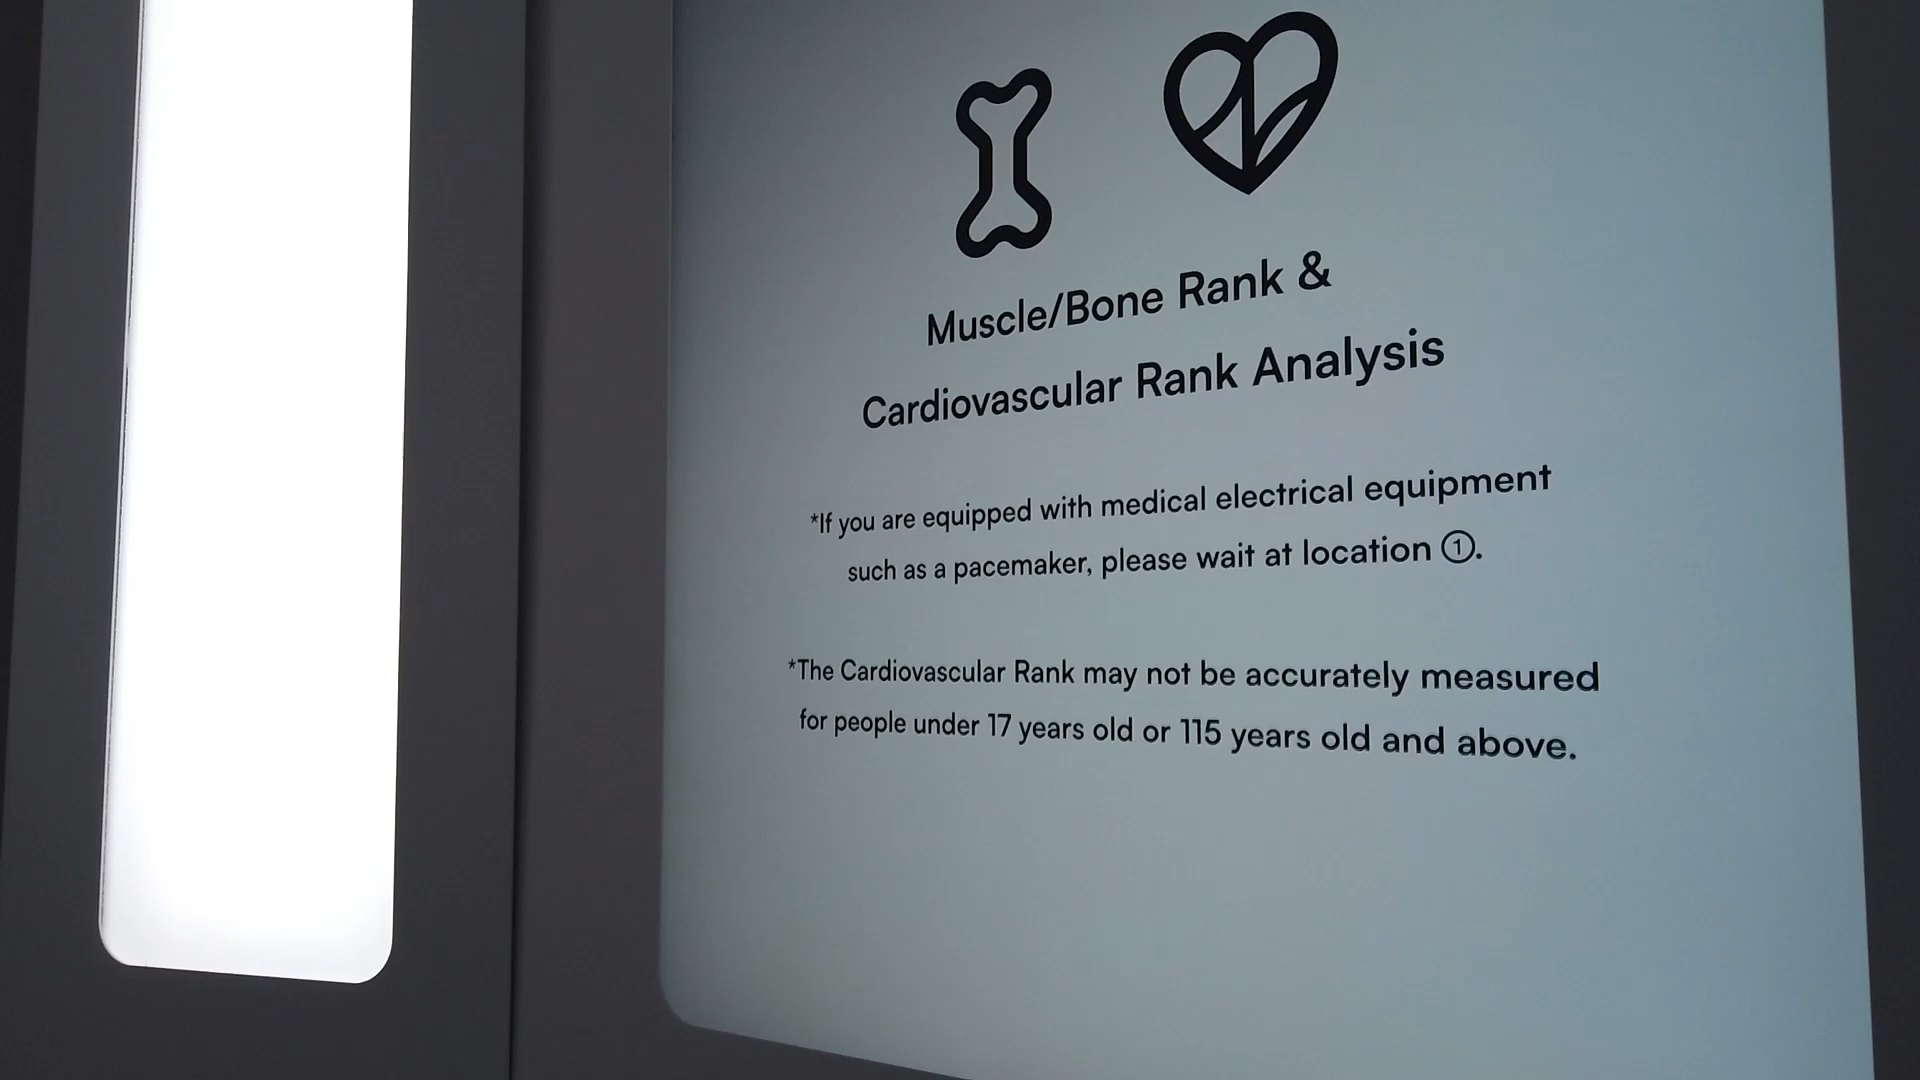 Muscle/Bone Rank &
Cardiovascular Rank Analysis
*If you are equipped with medical electrical equipment
such as a pacemaker, please wait at location ①.
*The Cardiovascular Rank may not be accurately measured
for people under 17 years old or 115 years old and above.